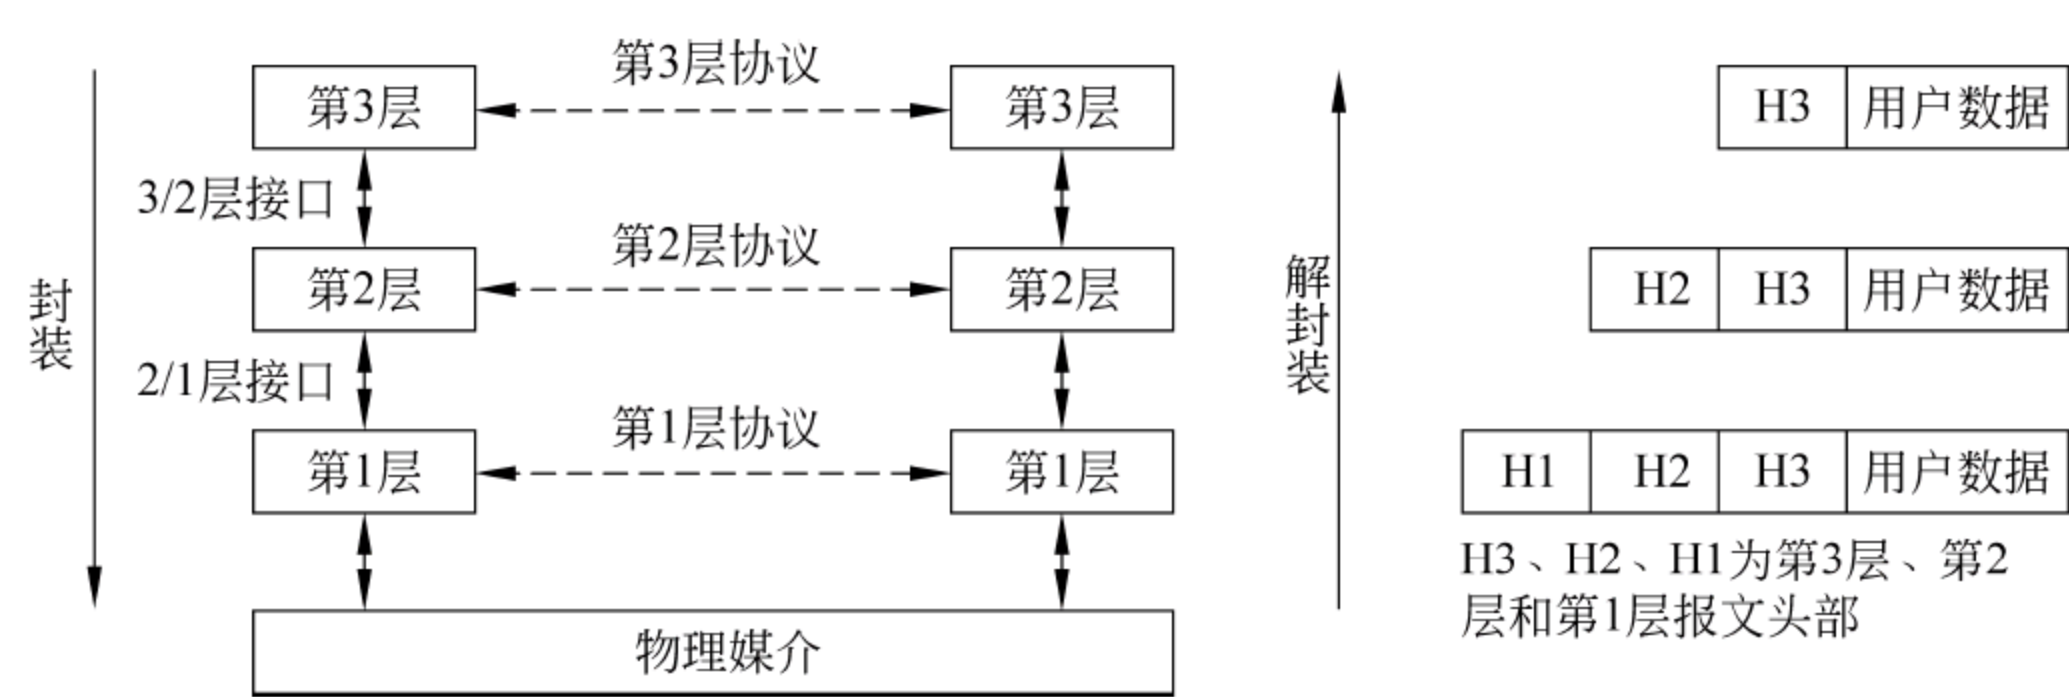 第3层协议
第3层
第3层
H3 用户数据
3/2层接口
第2层协议
第2层
第2层
H2 H3 用户数据
封装
解封装
2/1层接口
第1层协议
第1层
第1层
H1 H2 H3 用户数据
H3、H2、H1为第3层、第2
层和第1层报文头部
物理媒介